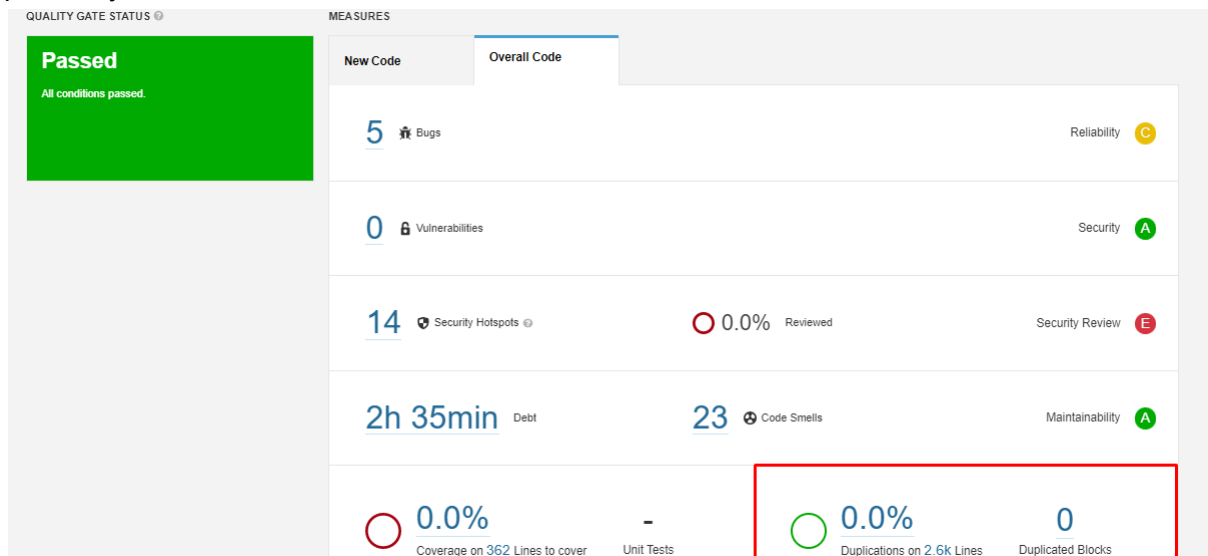 QUALITY GATE STATUS
MEASURES
Passed
All conditions passed.
New Code
Overall Code
5 Bugs
Reliability C
0 Vulnerabilities
Security A
14 Security Hotspots
0.0% Reviewed
Security Review E
2h 35min Debt
23 Code Smells
Maintainability A
0.0%
Coverage on 362 Lines to cover
-
Unit Tests
0.0%
Duplications on 2.6k Lines
0
Duplicated Blocks